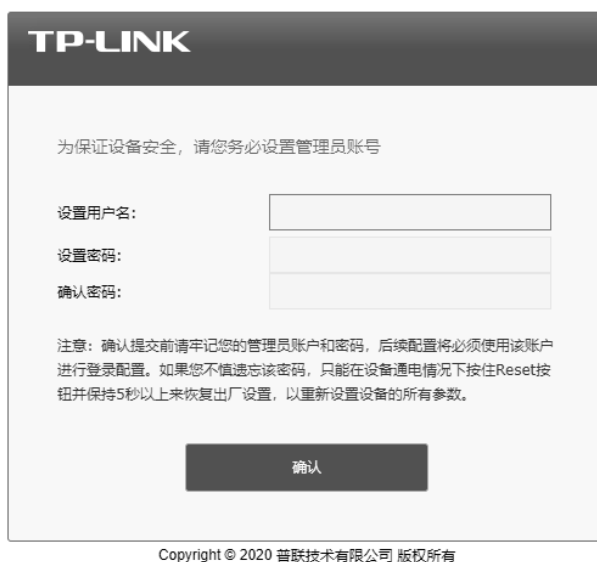 TP-LINK
为保证设备安全，请您务必设置管理员账号
设置用户名：
设置密码：
确认密码：
注意：确认提交前请牢记您的管理员账户和密码，后续配置将必须使用该账户
进行登录配置。如果您不慎遗忘该密码，只能在设备通电情况下按住Reset按
钮并保持5秒以上来恢复出厂设置，以重新设置设备的所有参数。
确认
Copyright © 2020 普联技术有限公司 版权所有